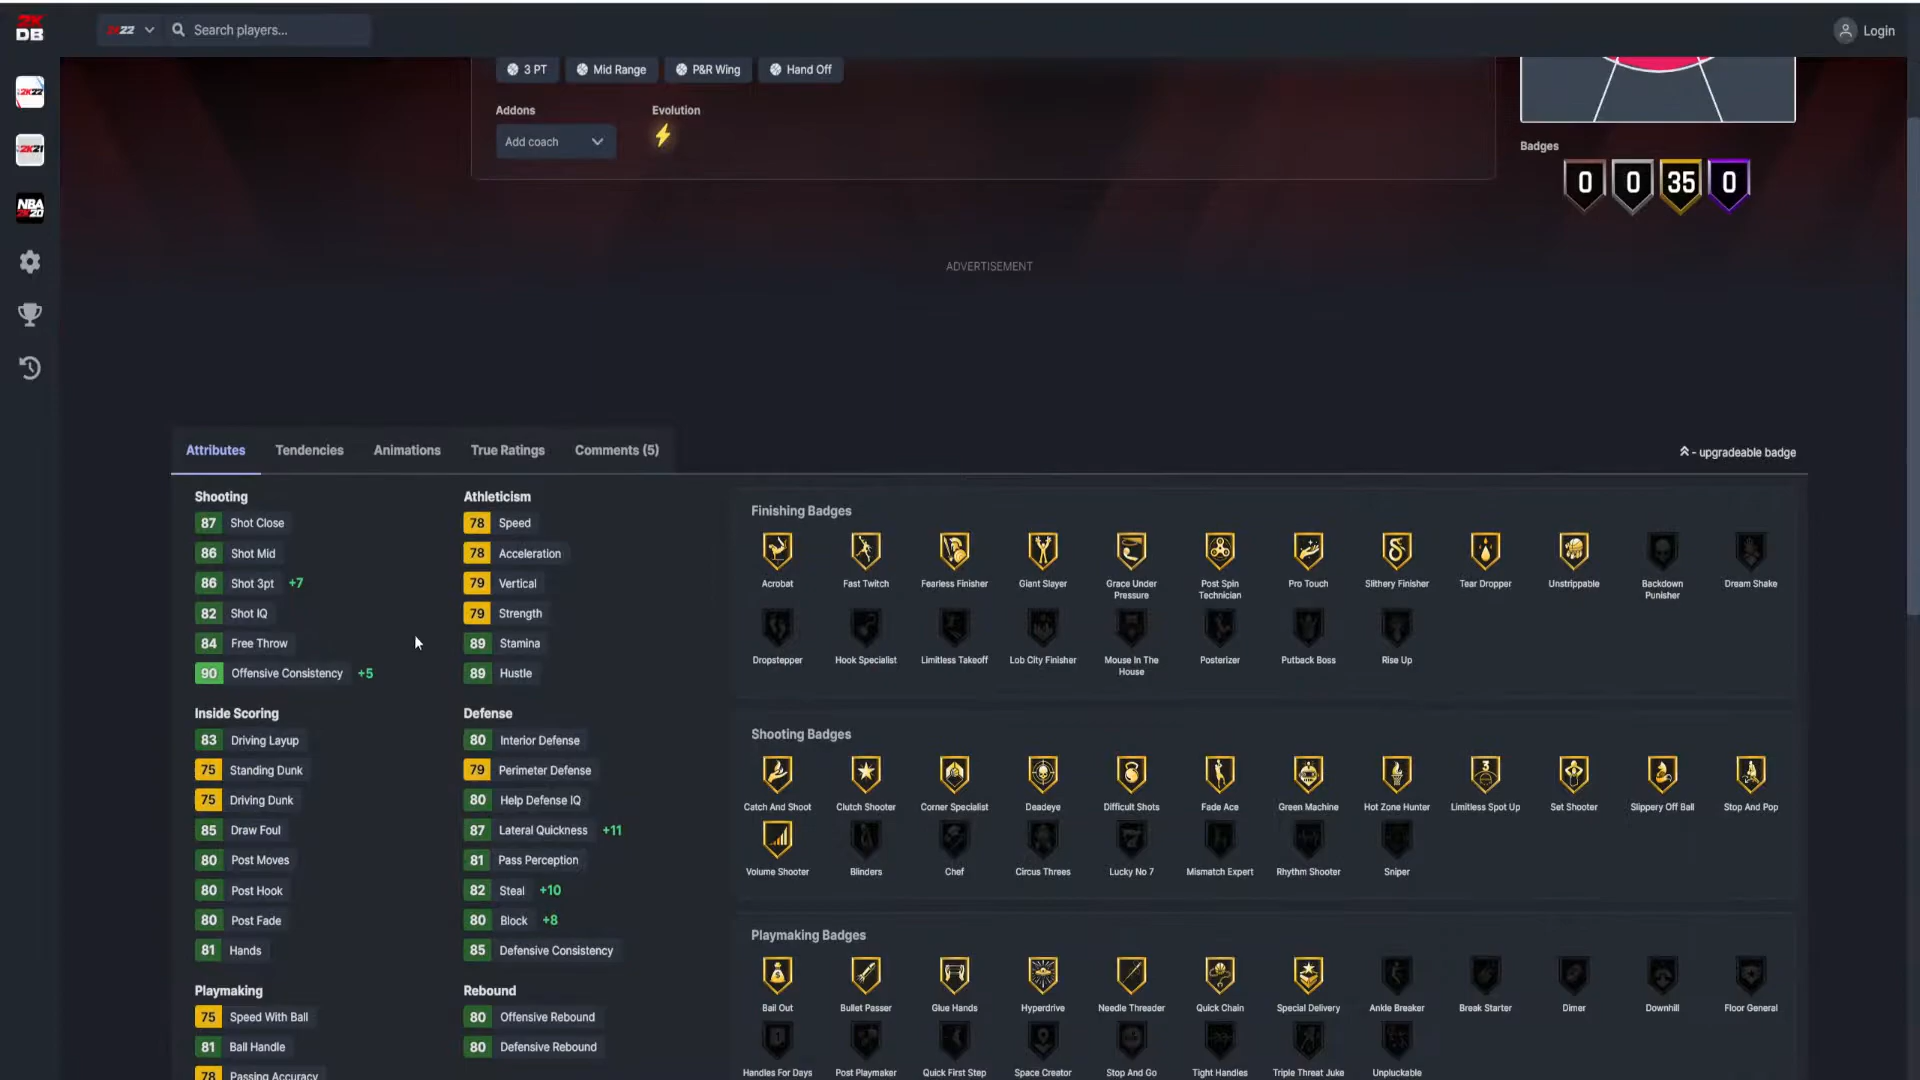 2K
DB
2K22
Search players...
Login
2K22
2K21
NBA
2K20
3 PT
Mid Range
P&R Wing
Hand Off
Addons
Evolution
Add coach
Badges
0
0
35
0
ADVERTISEMENT
Attributes
Tendencies
Animations
True Ratings
Comments (5)
- upgradeable badge
Shooting
87 Shot Close
86 Shot Mid
86 Shot 3pt +7
82 Shot IQ
84 Free Throw
90 Offensive Consistency +5
Inside Scoring
83 Driving Layup
75 Standing Dunk
75 Driving Dunk
85 Draw Foul
80 Post Moves
80 Post Hook
80 Post Fade
81 Hands
Playmaking
75 Speed With Ball
81 Ball Handle
78 Passing Accuracy
Athleticism
78 Speed
78 Acceleration
79 Vertical
79 Strength
89 Stamina
89 Hustle
Defense
80 Interior Defense
79 Perimeter Defense
80 Help Defense IQ
87 Lateral Quickness +11
81 Pass Perception
82 Steal +10
80 Block +8
85 Defensive Consistency
Rebound
80 Offensive Rebound
80 Defensive Rebound
Finishing Badges
Acrobat
Fast Twitch
Fearless Finisher
Giant Slayer
Grace Under
Pressure
Post Spin
Technician
Pro Touch
Slithery Finisher
Tear Dropper
Unstrippable
Backdown
Punisher
Dream Shake
Dropstepper
Hook Specialist
Limitless Takeoff
Lob City Finisher
Mouse In The
House
Posterizer
Putback Boss
Rise Up
Shooting Badges
Catch And Shoot
Clutch Shooter
Corner Specialist
Deadeye
Difficult Shots
Fade Ace
Green Machine
Hot Zone Hunter
Limitless Spot Up
Set Shooter
Slippery Off Ball
Stop And Pop
Volume Shooter
Blinders
Chef
Circus Threes
Lucky No 7
Mismatch Expert
Rhythm Shooter
Sniper
Playmaking Badges
Bail Out
Bullet Passer
Glue Hands
Hyperdrive
Needle Threader
Quick Chain
Special Delivery
Ankle Breaker
Break Starter
Dimer
Downhill
Floor General
Handles For Days
Post Playmaker
Quick First Step
Space Creator
Stop And Go
Tight Handles
Triple Threat Juke
Unpluckable